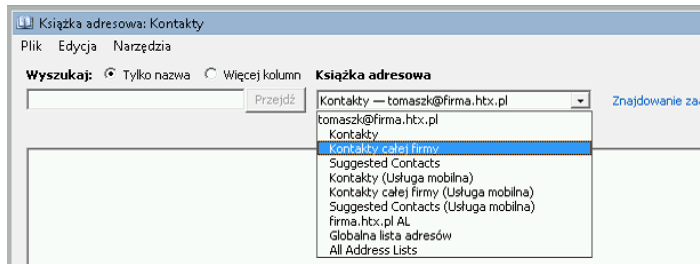 Książka adresowa: Kontakty
Plik Edycja Narzędzia
Wyszukaj: Tylko nazwa Więcej kolumn Książka adresowa
Przejdź Kontakty — tomaszk@firma.htx.pl Znajdowanie
tomaszk@firma.htx.pl
Kontakty
Kontakty całej firmy
Suggested Contacts
Kontakty (Usługa mobilna)
Kontakty całej firmy (Usługa mobilna)
Suggested Contacts (Usługa mobilna)
firma.htx.pl AL
Globalna lista adresów
All Address Lists